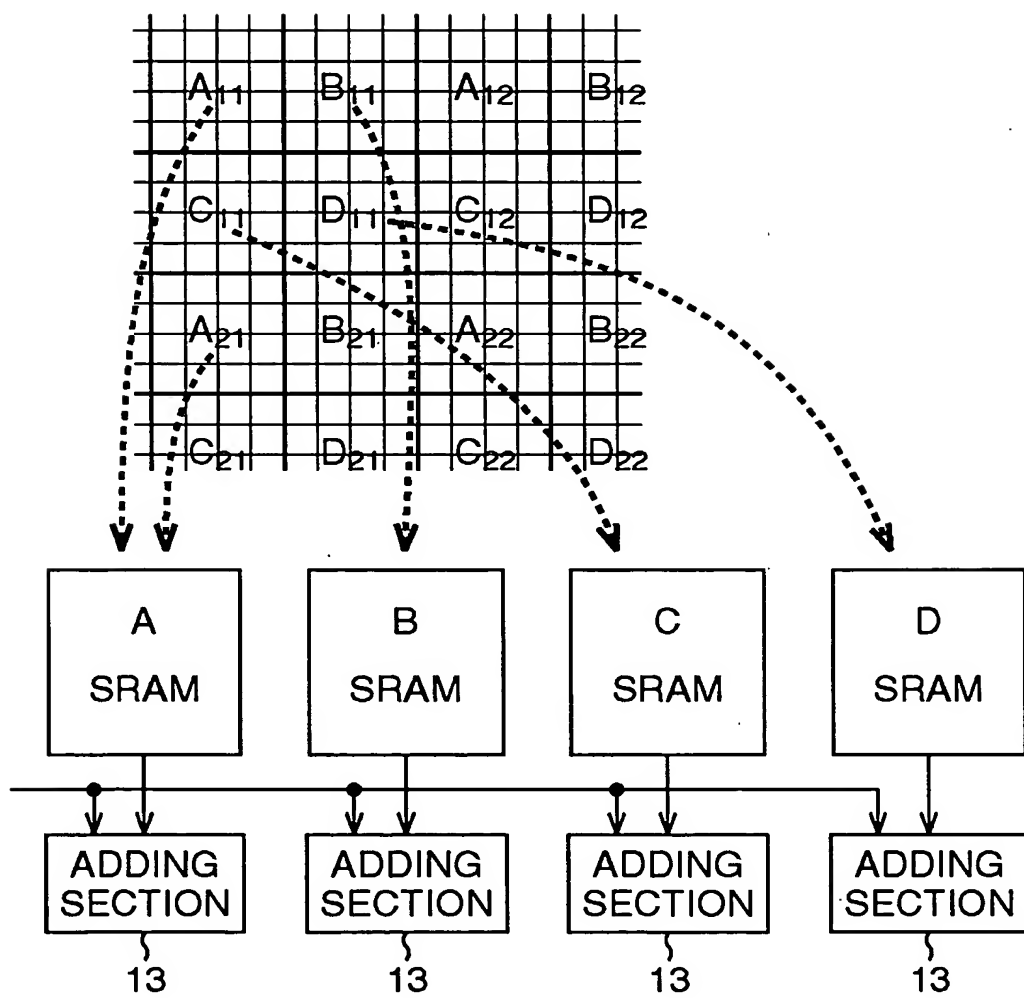 A11 B11 A12 B12
C11 D11 C12 D12
A21 B21 A22 B22
C21 D21 C22 D22
A B C D
SRAM SRAM SRAM SRAM
ADDING ADDING ADDING ADDING
SECTION SECTION SECTION SECTION
13 13 13 13